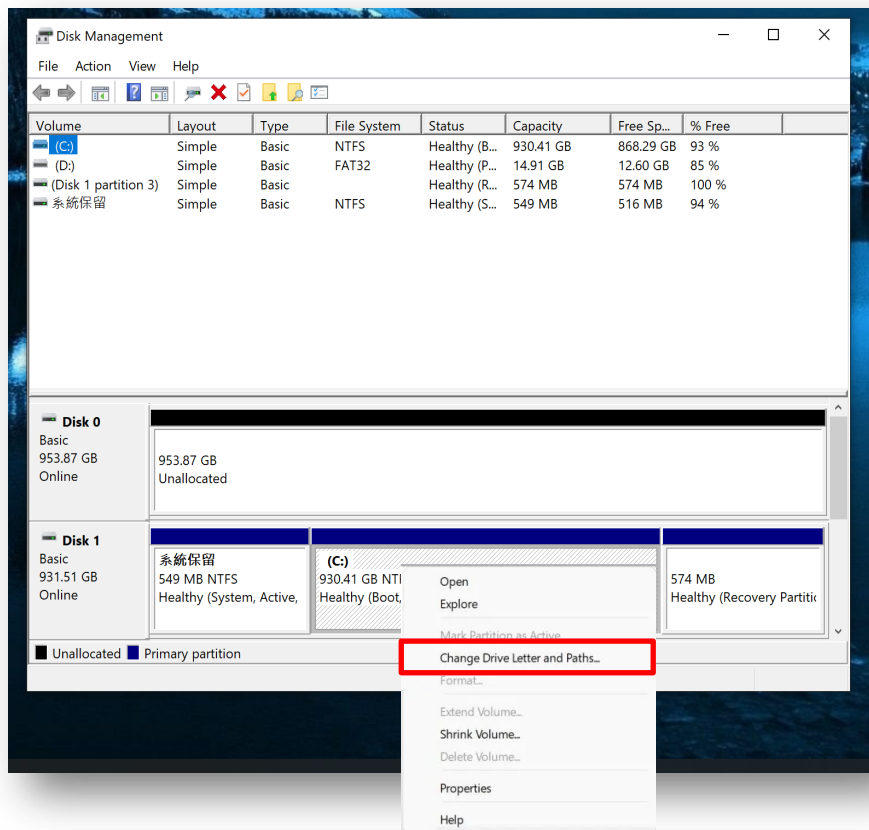 Disk Management
File Action View Help
Volume Layout Type File System Status Capacity Free Sp... % Free
(C:) Simple Basic NTFS Healthy (B... 930.41 GB 868.29 GB 93 %
(D:) Simple Basic FAT32 Healthy (P... 14.91 GB 12.60 GB 85 %
(Disk 1 partition 3) Simple Basic Healthy (R... 574 MB 574 MB 100 %
系統保留 Simple Basic NTFS Healthy (S... 549 MB 516 MB 94 %
Disk 0
Basic
953.87 GB
Online
953.87 GB
Unallocated
Disk 1
Basic
931.51 GB
Online
系統保留
549 MB NTFS
Healthy (System, Active,
(C:)
930.41 GB NTF
Healthy (Boot,
574 MB
Healthy (Recovery Partitic
Unallocated Primary partition
Open
Explore
Mark Partition as Active
Change Drive Letter and Paths...
Format...
Extend Volume...
Shrink Volume...
Delete Volume...
Properties
Help